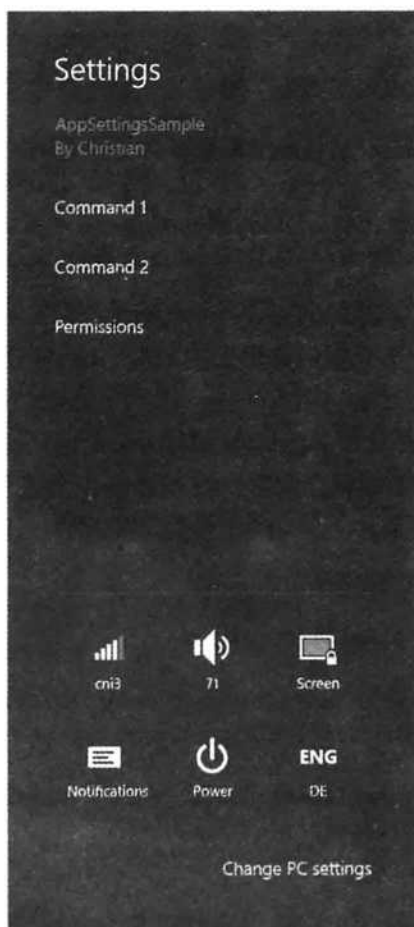 Settings
AppSettingsSample
By Christian
Command 1
Command 2
Permissions
cni3
71
Screen
Notifications
Power
ENG
DE
Change PC settings